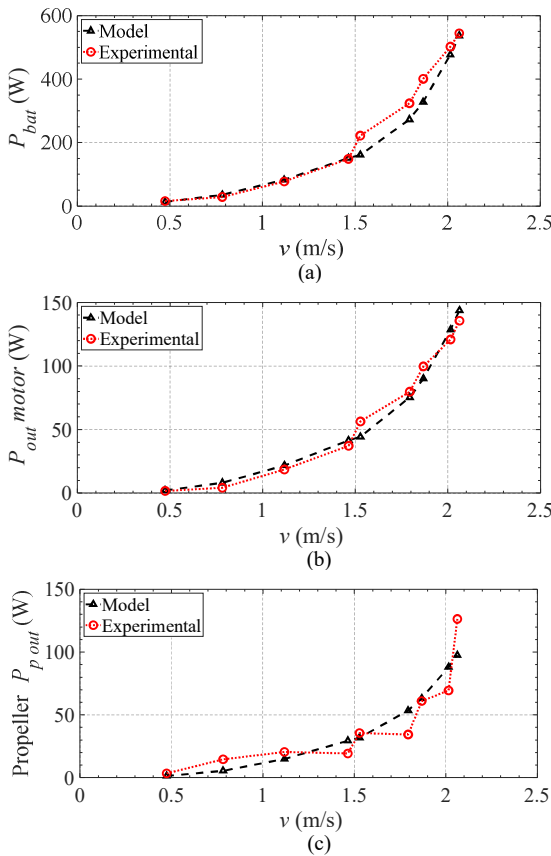 600
400
200
0
P_bat (W)
Model
Experimental
0 0.5 1 1.5 2 2.5
v (m/s)
(a)
150
100
50
0
P_out motor (W)
Model
Experimental
0 0.5 1 1.5 2 2.5
v (m/s)
(b)
150
100
50
0
Propeller P_p out (W)
Model
Experimental
0 0.5 1 1.5 2 2.5
v (m/s)
(c)